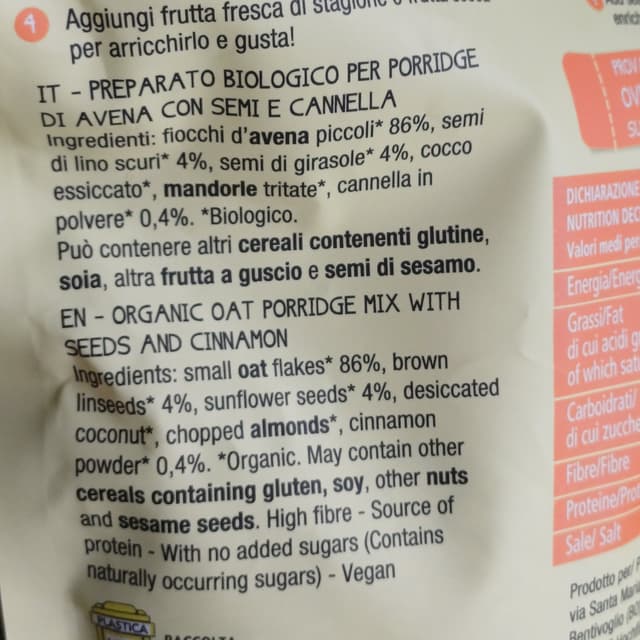 4 Aggiungi frutta fresca di stagione
per arricchirlo e gusta!
IT - PREPARATO BIOLOGICO PER PORRIDGE
DI AVENA CON SEMI E CANNELLA
Ingredienti: fiocchi d'avena piccoli* 86%, semi
di lino scuri* 4%, semi di girasole* 4%, cocco
essiccato*, mandorle tritate*, cannella in
polvere* 0,4%. *Biologico.
Può contenere altri cereali contenenti glutine,
soia, altra frutta a guscio e semi di sesamo.
EN - ORGANIC OAT PORRIDGE MIX WITH
SEEDS AND CINNAMON
Ingredients: small oat flakes* 86%, brown
linseeds* 4%, sunflower seeds* 4%, desiccated
coconut*, chopped almonds*, cinnamon
powder* 0,4%. *Organic. May contain other
cereals containing gluten, soy, other nuts
and sesame seeds. High fibre - Source of
protein - With no added sugars (Contains
naturally occurring sugars) - Vegan
PLASTICA
RACCOLTA
DICHIARAZIONE
NUTRITION DEC
Valori medi per
Energia/Energ
Grassi/Fat
di cui acidi g
of which sat
Carboidrati/
di cui zucche
Fibre/Fibre
Proteine/Pro
Sale/ Salt
Prodotto per/
via Santa Mar
Bentivoglio (BO